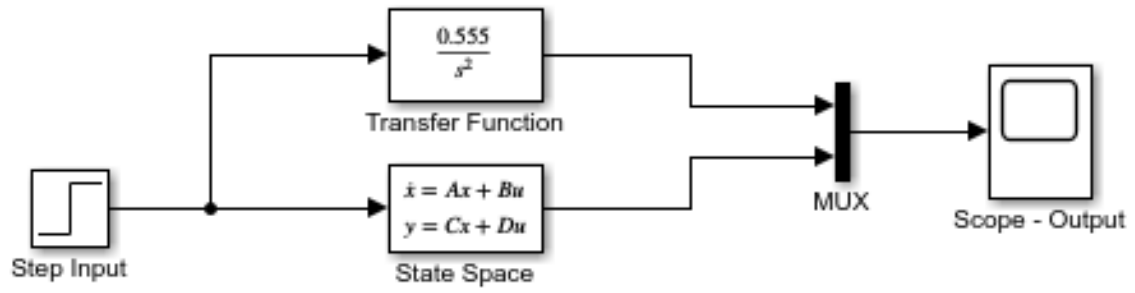 0.555
s²
Transfer Function
ẋ = Ax + Bu
y = Cx + Du
State Space
Step Input
MUX
Scope - Output